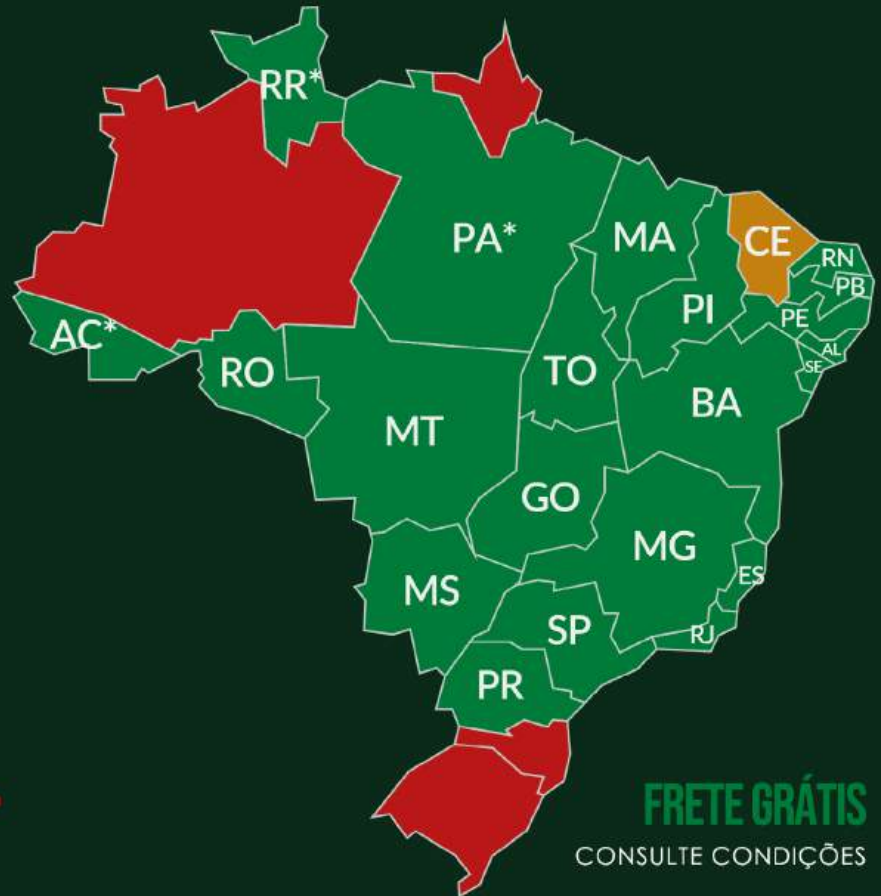 RR*
PA*
MA
CE
RN
PB
PI
PE
AC*
AL
SE
RO
TO
BA
MT
GO
MG
MS
ES
SP
RJ
PR
FRETE GRÁTIS
CONSULTE CONDIÇÕES